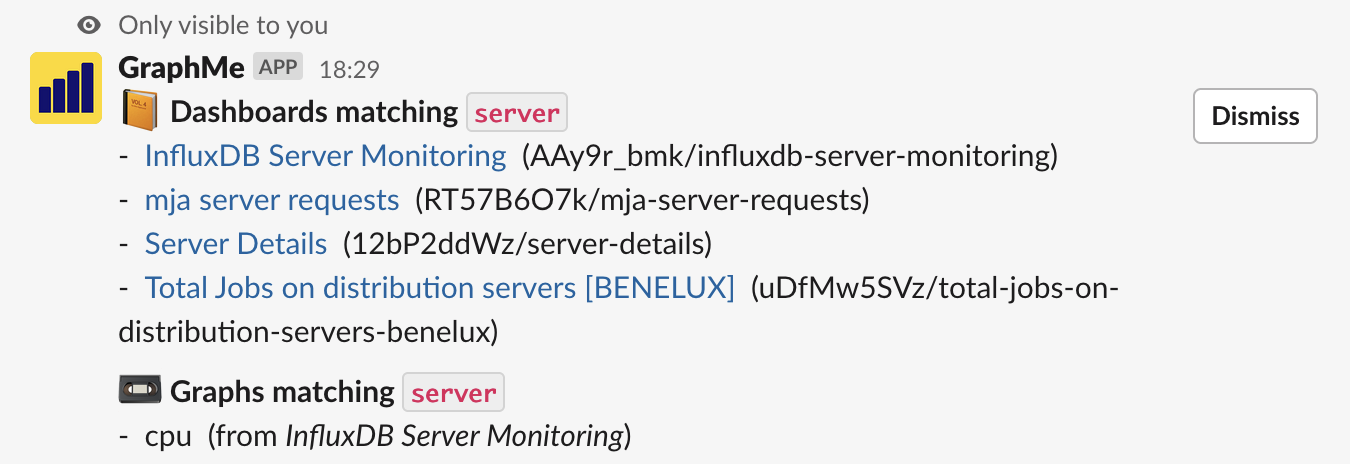 Only visible to you
GraphMe APP 18:29
VOL. 4 Dashboards matching server
Dismiss
- InfluxDB Server Monitoring (AAy9r_bmk/influxdb-server-monitoring)
- mja server requests (RT57B6O7k/mja-server-requests)
- Server Details (12bP2ddWz/server-details)
- Total Jobs on distribution servers [BENELUX] (uDfMw5SVz/total-jobs-on-
distribution-servers-benelux)
Graphs matching server
- cpu (from InfluxDB Server Monitoring)